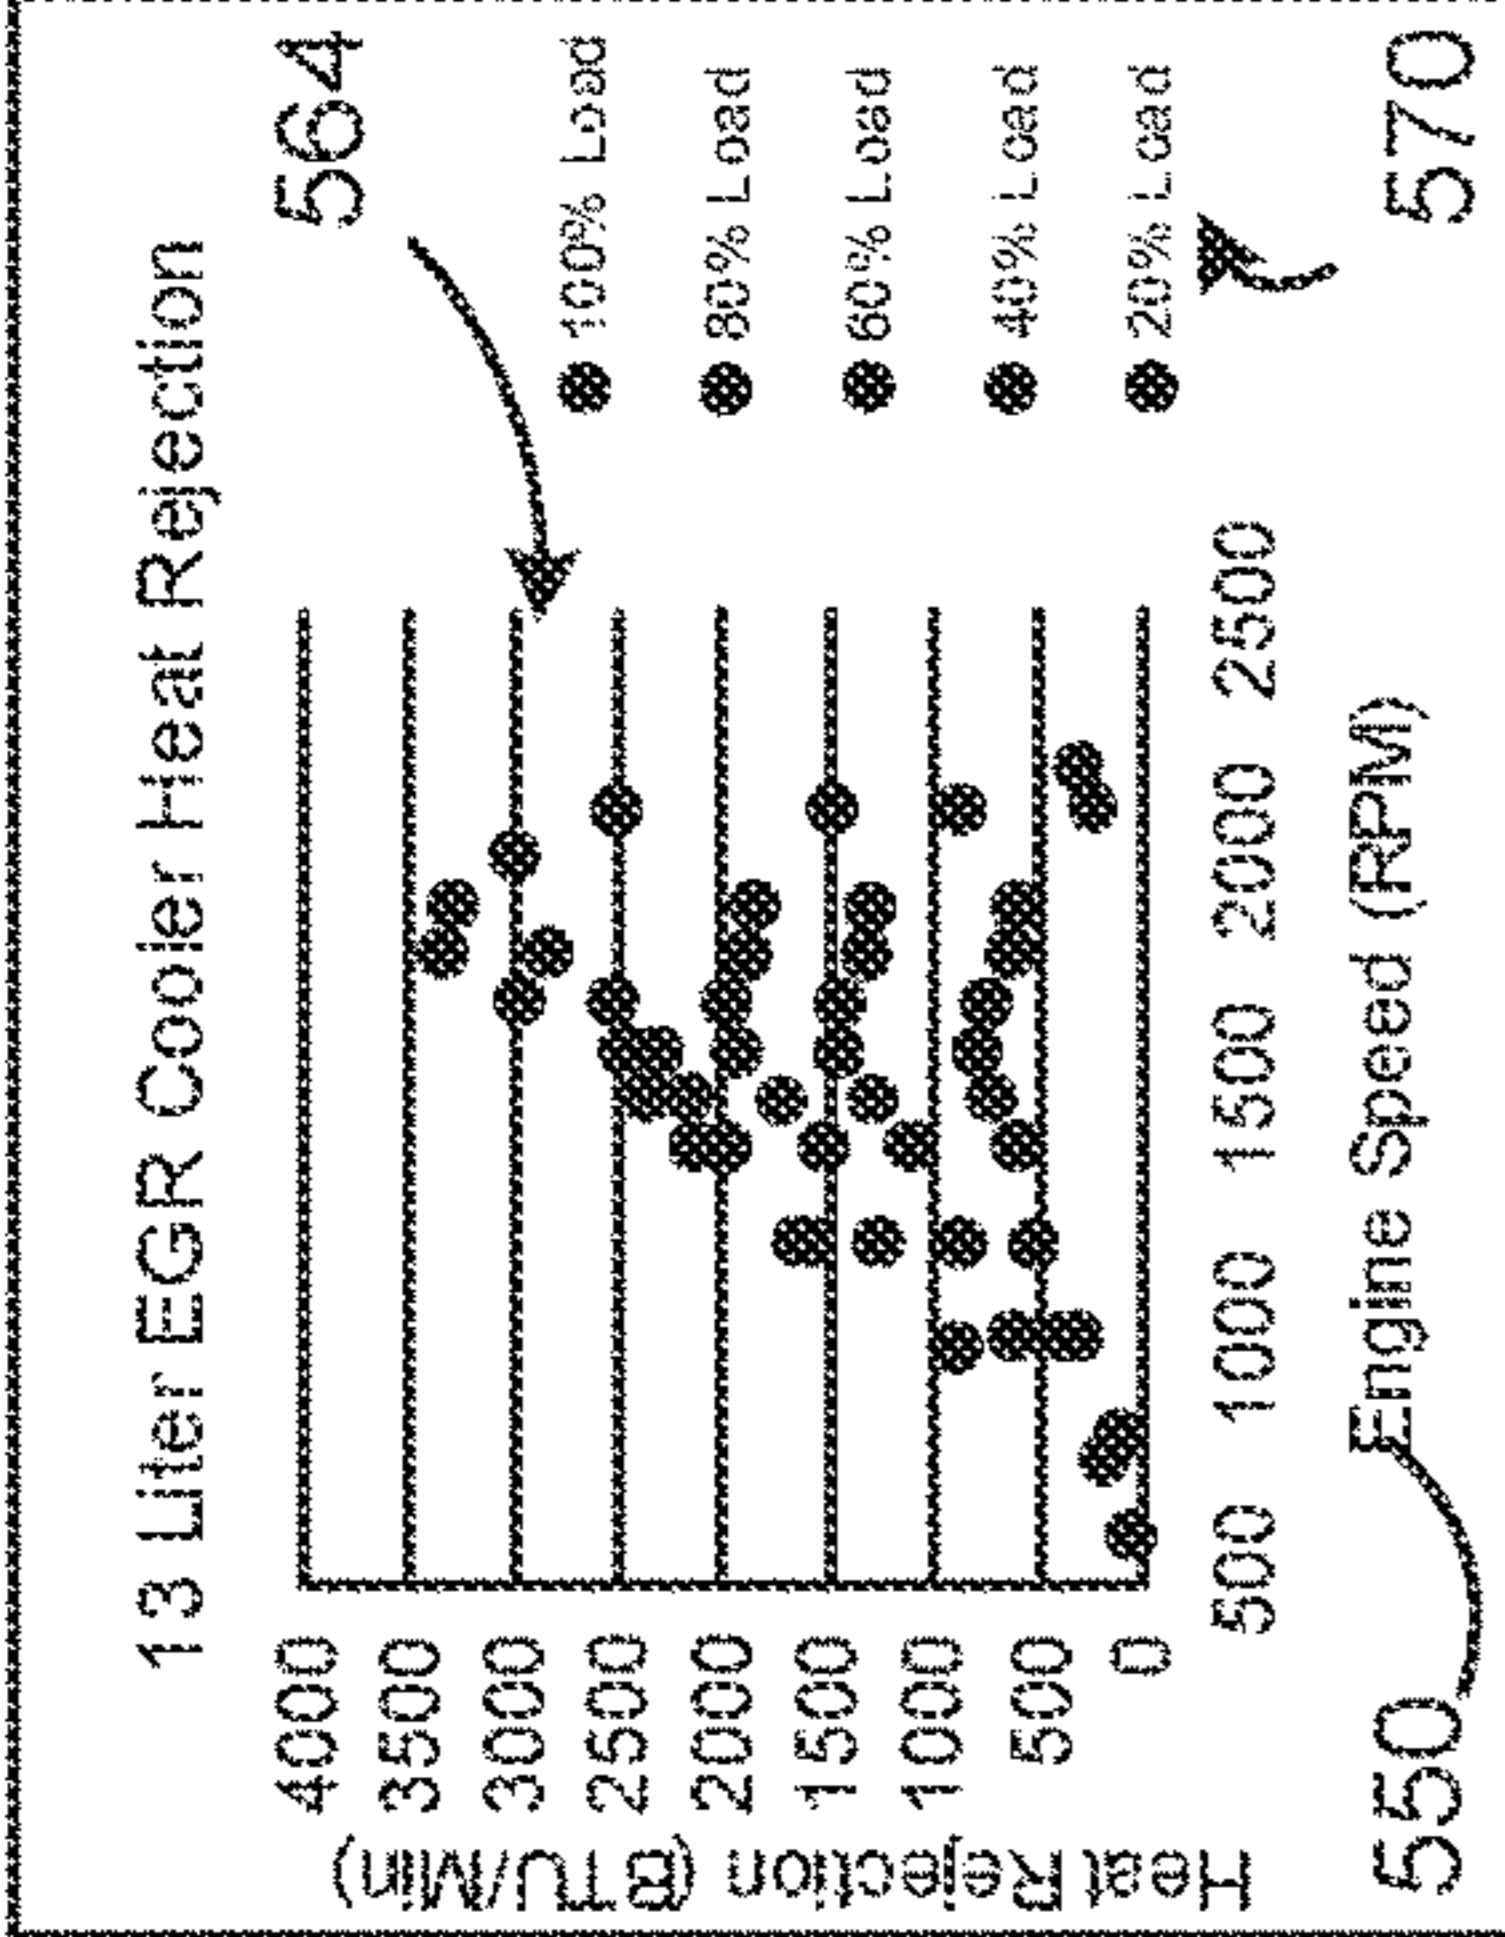 13 Liter EGR Cooler Heat Rejection
564
Heat Rejection (BTU/Min)
4000
3500
3000
2500
2000
1500
1000
500
0
500 1000 1500 2000 2500
Engine Speed (RPM)
100% Load
80% Load
60% Load
40% Load
20% Load
550
570